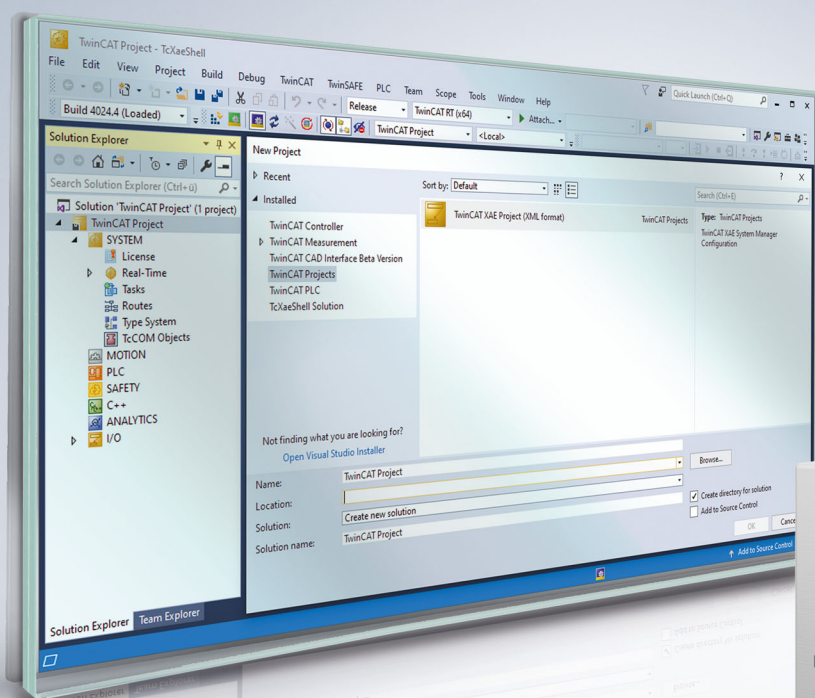 TwinCAT Project - TcXaeShell
File Edit View Project Build Debug TwinCAT TwinSAFE PLC Team Scope Tools Window Help
Quick Launch (Ctrl+Q)
Release TwinCAT RT (x64) Attach...
Build 4024.4 (Loaded) TwinCAT Project <Local>
Solution Explorer
Search Solution Explorer (Ctrl+ü)
Solution 'TwinCAT Project' (1 project)
TwinCAT Project
SYSTEM
License
Real-Time
Tasks
Routes
Type System
TcCOM Objects
MOTION
PLC
SAFETY
C++
ANALYTICS
I/O
Solution Explorer Team Explorer
New Project
? X
Recent
Installed
TwinCAT Controller
TwinCAT Measurement
TwinCAT CAD Interface Beta Version
TwinCAT Projects
TwinCAT PLC
TcXaeShell Solution
Not finding what you are looking for?
Open Visual Studio Installer
Sort by: Default
TwinCAT XAE Project (XML format) TwinCAT Projects
Search (Ctrl+E)
Type: TwinCAT Projects
TwinCAT XAE System Manager
Configuration
Name: TwinCAT Project
Location:
Browse...
Solution: Create new solution
Solution name: TwinCAT Project
Create directory for solution
Add to Source Control
OK Cance
Add to Source Control